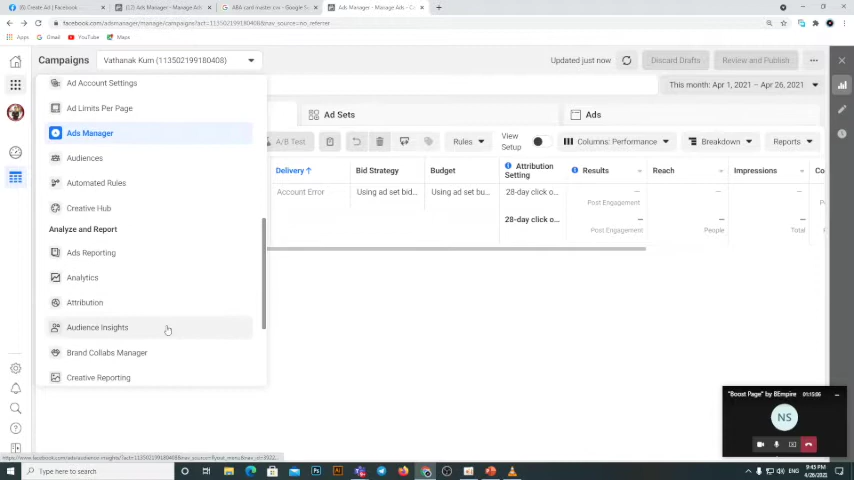 (1) Create Ad | Facebook
(12) Ads Manager - Manage Ads
ABA card master.csv - Google S
Ads Manager - Manage Ads - C
facebook.com/adsmanager/manage/campaigns?act=113502199180408&nav_source=no_referrer
Apps Gmail YouTube Maps
Campaigns
Vathanak Kum (113502199180408)
Updated just now
Discard Drafts
Review and Publish
This month: Apr 1, 2021 – Apr 26, 2021
Ad Account Settings
Ad Limits Per Page
Ads Manager
Audiences
Automated Rules
Creative Hub
Analyze and Report
Ads Reporting
Analytics
Attribution
Audience Insights
Brand Collabs Manager
Creative Reporting
Ad Sets
Ads
A/B Test
Rules
View Setup
Columns: Performance
Breakdown
Reports
Delivery ↑
Bid Strategy
Budget
Attribution Setting
Results
Reach
Impressions
Account Error
Using ad set bid...
Using ad set bu...
28-day click o...
—
Post Engagement
—
—
28-day click o...
—
Post Engagement
—
People
—
Total
"Boost Page" by BEmpire
01:15:06
NS
Type here to search
ENG
9:45 PM